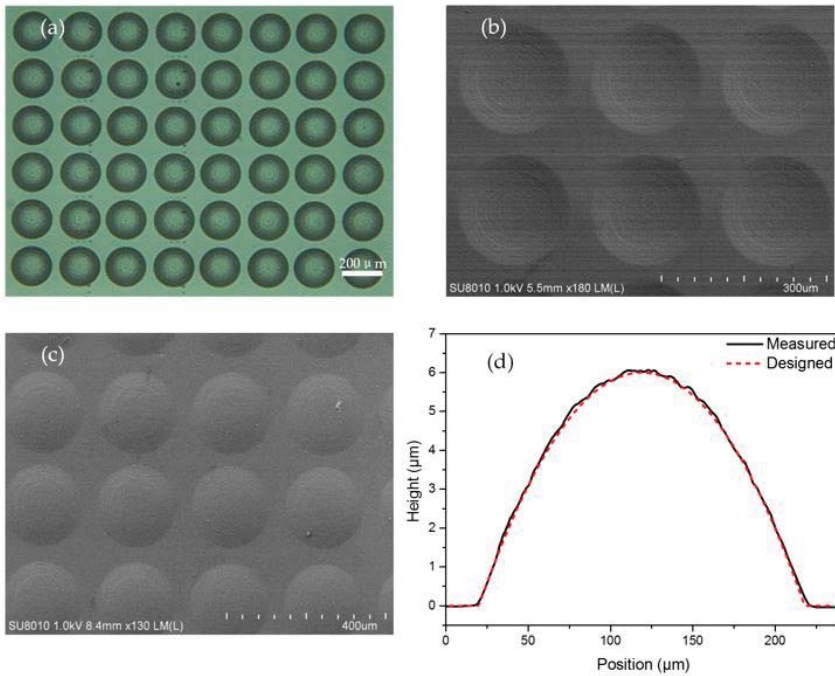 (a)
200 μm
(b)
SU8010 1.0kV 5.5mm x180 LM(L)
300um
(c)
SU8010 1.0kV 8.4mm x130 LM(L)
400um
(d)
Measured
Designed
7
6
5
4
3
2
1
0
Height (μm)
0 50 100 150 200
Position (μm)